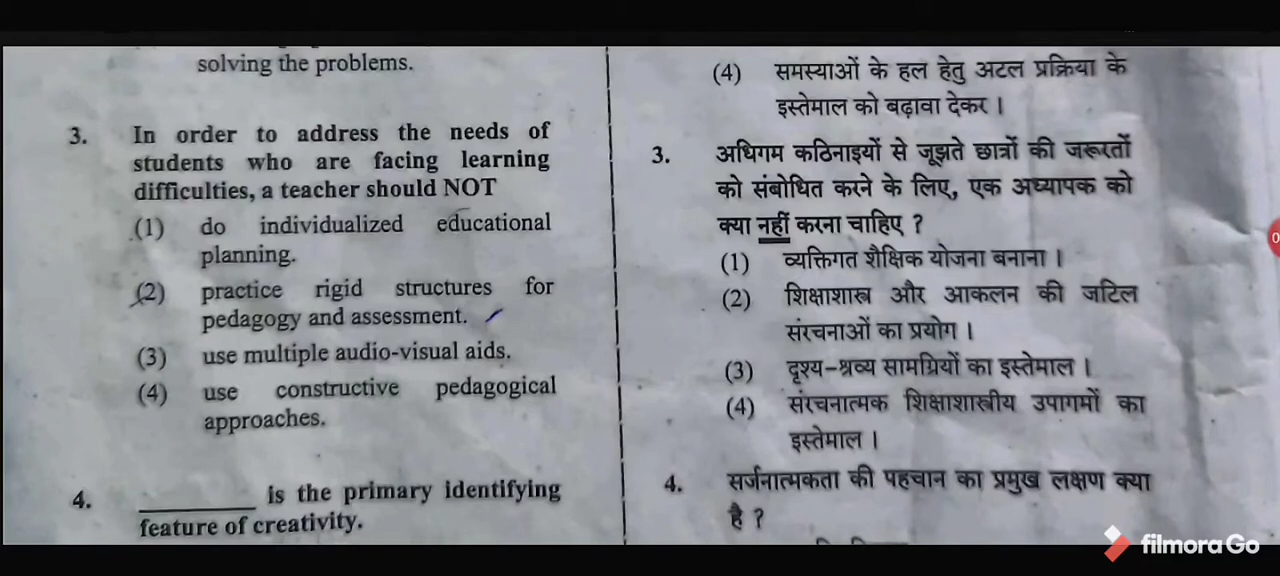 solving the problems.
3. In order to address the needs of
students who are facing learning
difficulties, a teacher should NOT
(1) do individualized educational
planning.
(2) practice rigid structures for
pedagogy and assessment.
(3) use multiple audio-visual aids.
(4) use constructive pedagogical
approaches.
4. ________ is the primary identifying
feature of creativity.
(4) समस्याओं के हल हेतु अटल प्रक्रिया के
इस्तेमाल को बढ़ावा देकर ।
3. अधिगम कठिनाइयों से जूझते छात्रों की जरूरतों
को संबोधित करने के लिए, एक अध्यापक को
क्या नहीं करना चाहिए ?
(1) व्यक्तिगत शैक्षिक योजना बनाना ।
(2) शिक्षाशास्त्र और आकलन की जटिल
संरचनाओं का प्रयोग ।
(3) दृश्य-श्रव्य सामग्रियों का इस्तेमाल ।
(4) संरचनात्मक शिक्षाशास्त्रीय उपागमों का
इस्तेमाल ।
4. सर्जनात्मकता की पहचान का प्रमुख लक्षण क्या
है ?
filmoraGo